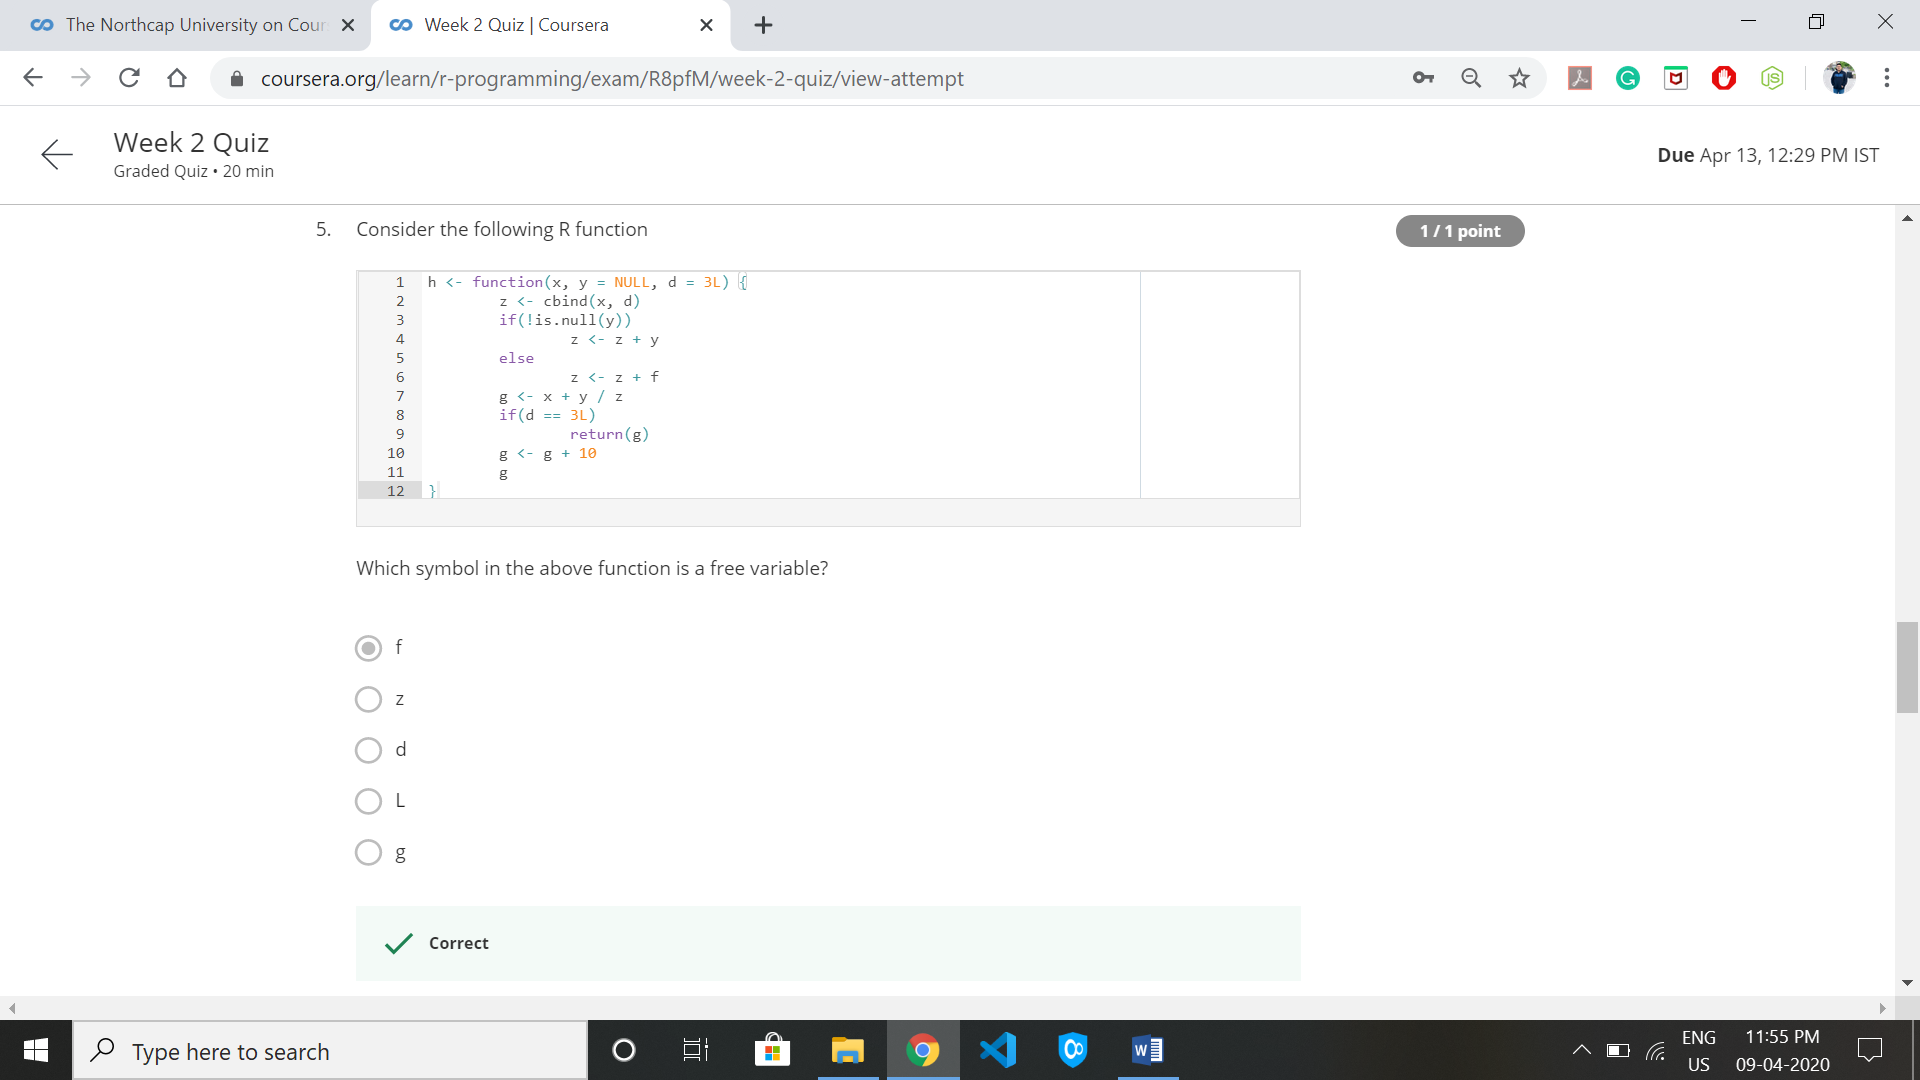 The Northcap University on Cour
Week 2 Quiz | Coursera
coursera.org/learn/r-programming/exam/R8pfM/week-2-quiz/view-attempt
Week 2 Quiz
Graded Quiz • 20 min
Due Apr 13, 12:29 PM IST
5. Consider the following R function
1 / 1 point
1 h <- function(x, y = NULL, d = 3L) {
2 z <- cbind(x, d)
3 if(!is.null(y))
4 z <- z + y
5 else
6 z <- z + f
7 g <- x + y / z
8 if(d == 3L)
9 return(g)
10 g <- g + 10
11 g
12 }
Which symbol in the above function is a free variable?
f
z
d
L
g
Correct
Type here to search
ENG
US
11:55 PM
09-04-2020